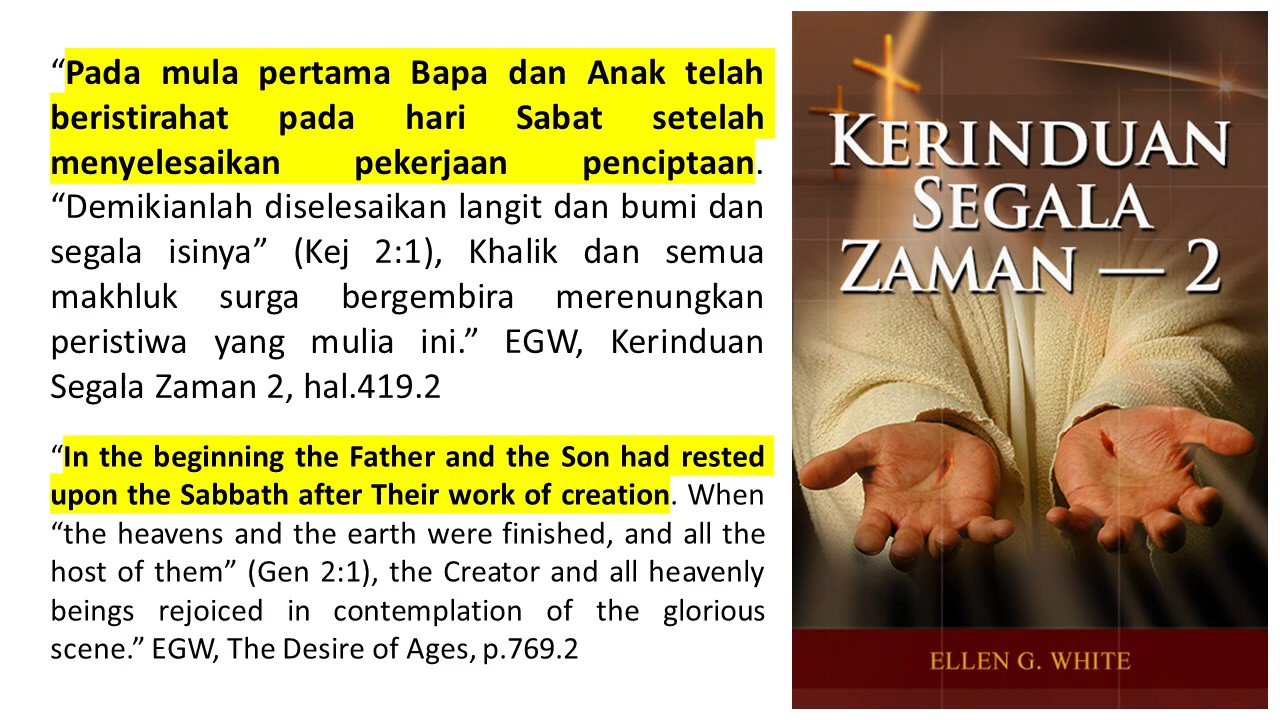 “Pada mula pertama Bapa dan Anak telah
beristirahat pada hari Sabat setelah
menyelesaikan pekerjaan penciptaan.
“Demikianlah diselesaikan langit dan bumi dan
segala isinya” (Kej 2:1), Khalik dan semua
makhluk surga bergembira merenungkan
peristiwa yang mulia ini.” EGW, Kerinduan
Segala Zaman 2, hal.419.2
“In the beginning the Father and the Son had rested
upon the Sabbath after Their work of creation. When
“the heavens and the earth were finished, and all the
host of them” (Gen 2:1), the Creator and all heavenly
beings rejoiced in contemplation of the glorious
scene.” EGW, The Desire of Ages, p.769.2
KERINDUAN
SEGALA
ZAMAN — 2
ELLEN G. WHITE